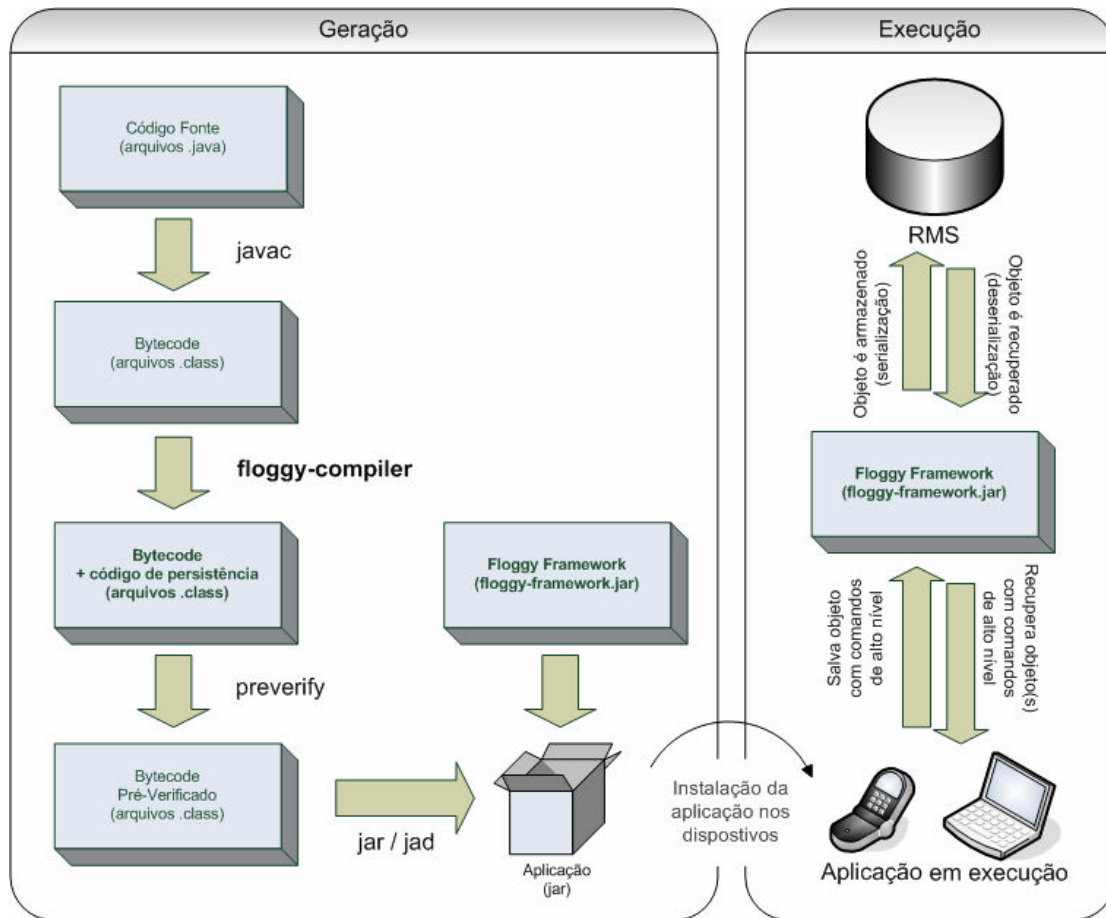 Geração
Código Fonte
(arquivos .java)
javac
Bytecode
(arquivos .class)
floggy-compiler
Bytecode
+ código de persistência
(arquivos .class)
Floggy Framework
(floggy-framework.jar)
preverify
Bytecode
Pré-Verificado
(arquivos .class)
jar / jad
Aplicação
(jar)
Instalação da
aplicação nos
dispostivos
Execução
RMS
Objeto é armazenado
(serialização)
Objeto é recuperado
(deserialização)
Floggy Framework
(floggy-framework.jar)
Salva objeto
com comandos
de alto nível
Recupera objeto(s)
com comandos
de alto nível
Aplicação em execução